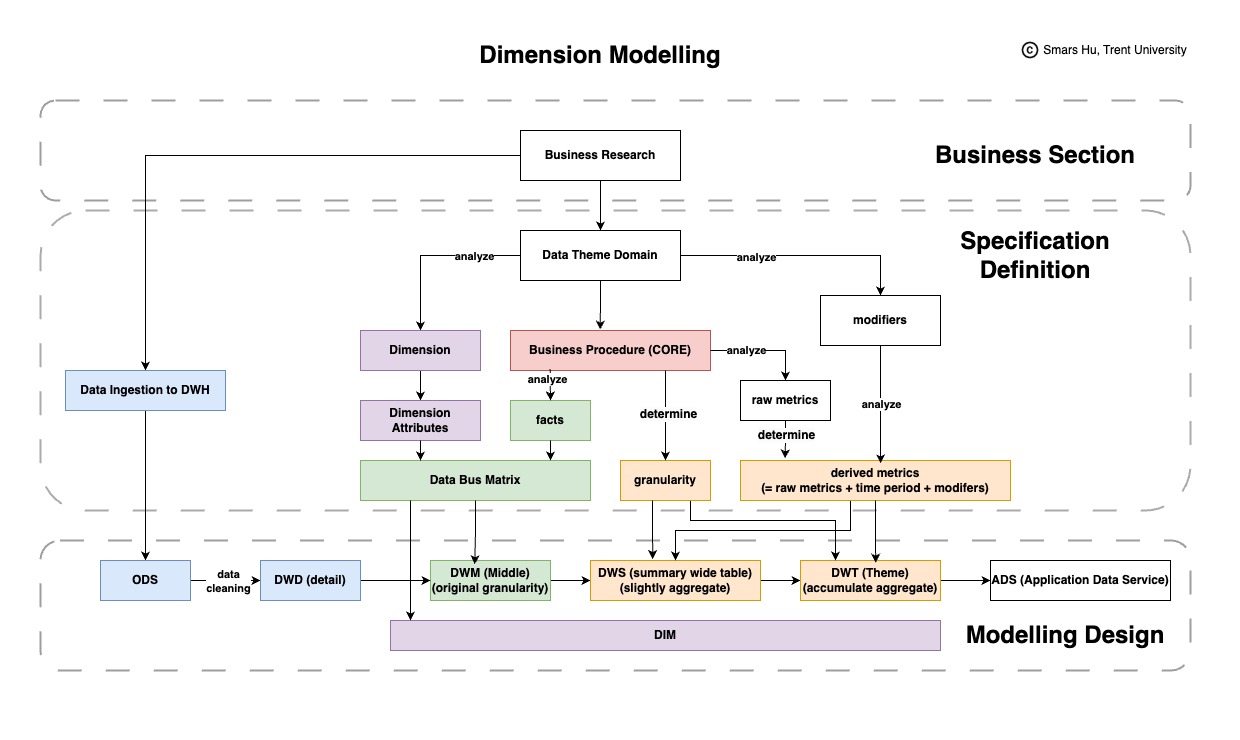 Dimension Modelling
© Smars Hu, Trent University
Business Research
Business Section
Specification
Definition
analyze
Data Theme Domain
analyze
modifiers
Dimension
Business Procedure (CORE)
analyze
analyze
Data Ingestion to DWH
raw metrics
Dimension
Attributes
facts
determine
analyze
determine
Data Bus Matrix
granularity
derived metrics
(= raw metrics + time period + modifers)
ODS
data
cleaning
DWD (detail)
DWM (Middle)
(original granularity)
DWS (summary wide table)
(slightly aggregate)
DWT (Theme)
(accumulate aggregate)
ADS (Application Data Service)
DIM
Modelling Design